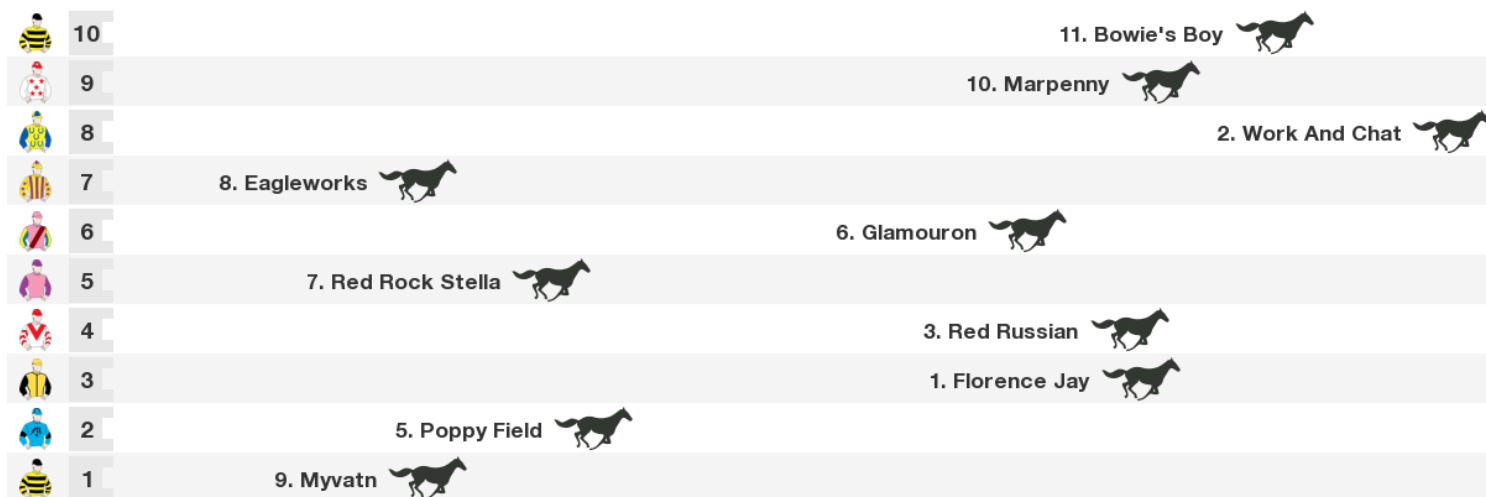 10 11. Bowie's Boy
9 10. Marpenny
8 2. Work And Chat
7 8. Eagleworks
6 6. Glamouron
5 7. Red Rock Stella
4 3. Red Russian
3 1. Florence Jay
2 5. Poppy Field
1 9. Myvatn